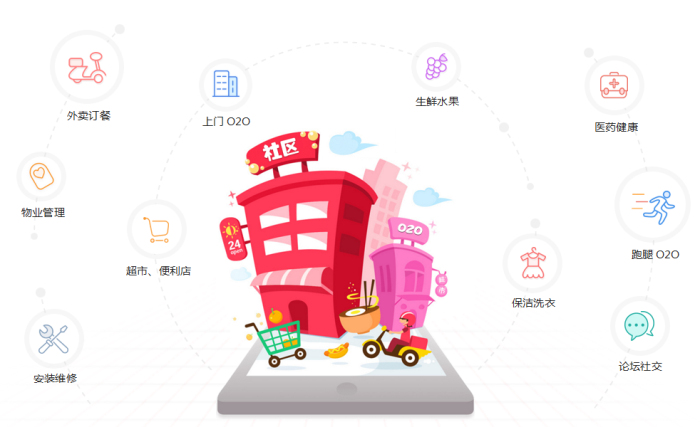 外卖订餐
上门 O2O
生鲜水果
医药健康
社区
物业管理
超市、便利店
24
O2O
跑腿 O2O
保洁洗衣
安装维修
论坛社交